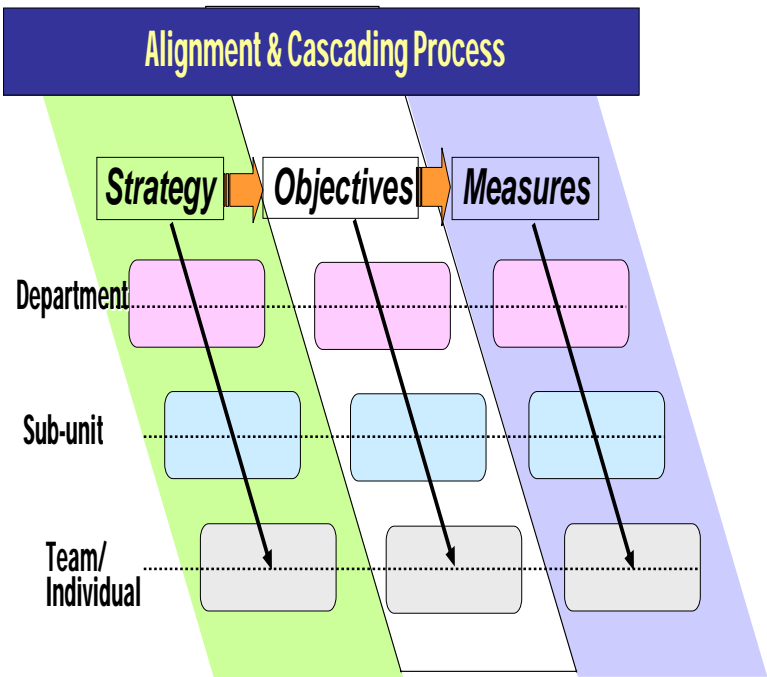 Alignment & Cascading Process
Strategy
Objectives
Measures
Department
Sub-unit
Team/
Individual